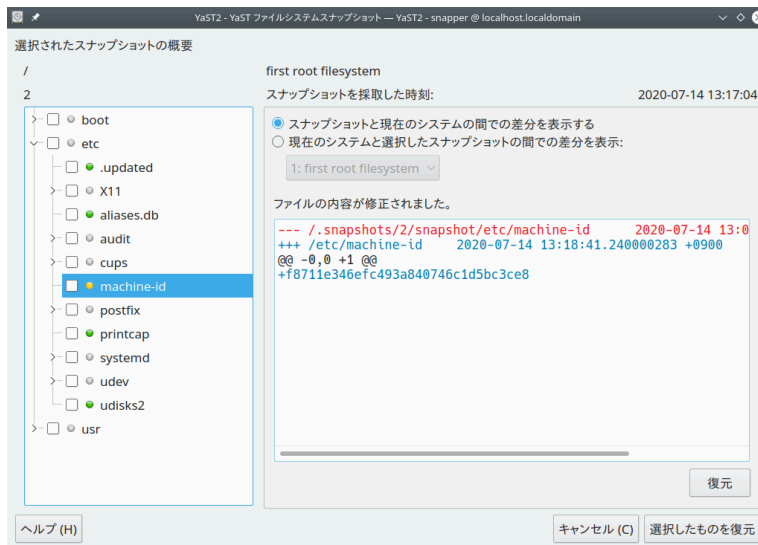 YaST2 - YaST ファイルシステムスナップショット — YaST2 - snapper @ localhost.localdomain
選択されたスナップショットの概要
/
first root filesystem
2
スナップショットを採取した時刻:
2020-07-14 13:17:04
boot
etc
.updated
X11
aliases.db
audit
cups
machine-id
postfix
printcap
systemd
udev
udisks2
usr
スナップショットと現在のシステムの間での差分を表示する
現在のシステムと選択したスナップショットの間での差分を表示:
1: first root filesystem
ファイルの内容が修正されました。
--- /.snapshots/2/snapshot/etc/machine-id 2020-07-14 13:0
+++ /etc/machine-id 2020-07-14 13:18:41.240000283 +0900
@@ -0,0 +1 @@
+f8711e346efc493a840746c1d5bc3ce8
復元
ヘルプ (H)
キャンセル (C)
選択したものを復元